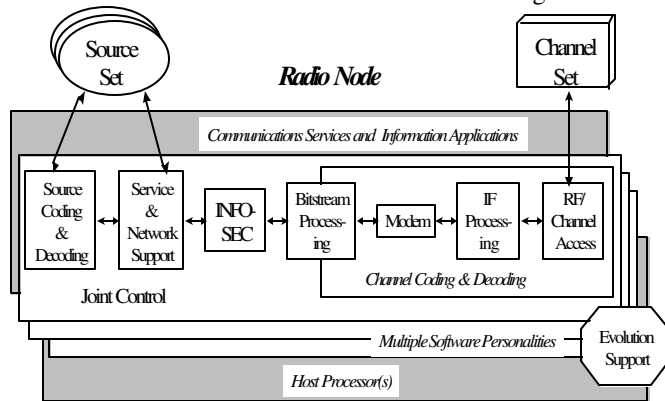 Source
Set
Radio Node
Channel
Set
Communications Services and Information Applications
Source
Coding
&
Decoding
Service
&
Network
Support
INFO-
SEC
Bitstream
Process-
ing
Modem
IF
Process-
ing
RF/
Channel
Access
Channel Coding & Decoding
Joint Control
Multiple Software Personalities
Evolution
Support
Host Processor(s)